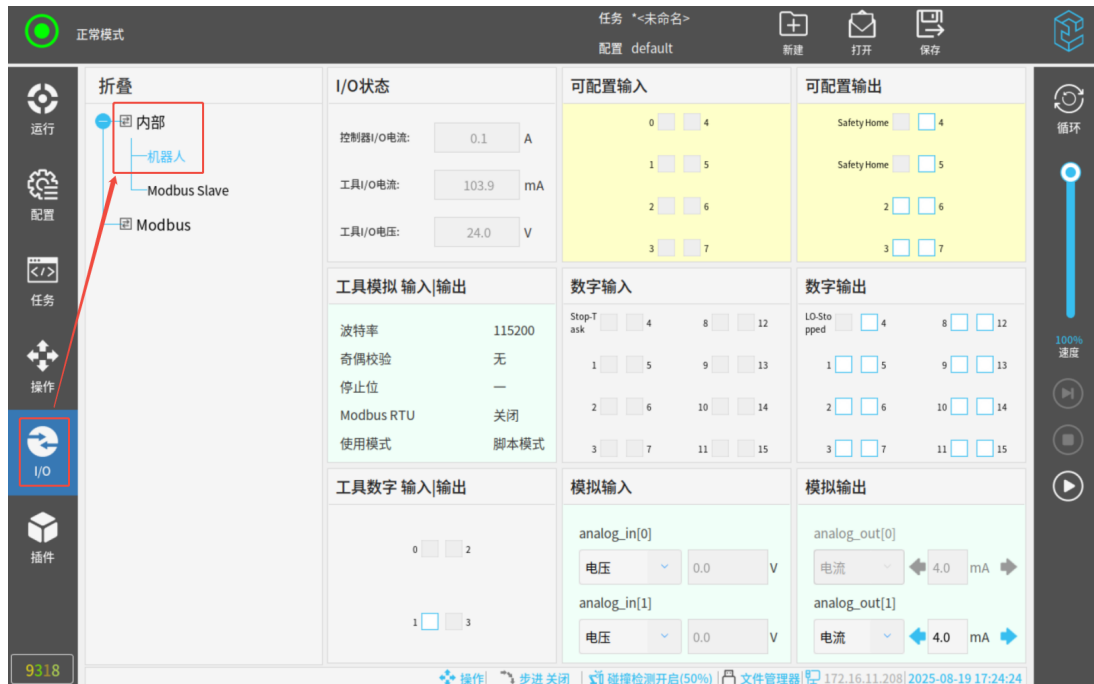 正常模式
任务 *<未命名>
配置 default
新建
打开
保存
运行
配置
任务
操作
I/O
插件
9318
折叠
内部
机器人
Modbus Slave
Modbus
I/O状态
控制器I/O电流: 0.1 A
工具I/O电流: 103.9 mA
工具I/O电压: 24.0 V
可配置输入
0 4
1 5
2 6
3 7
可配置输出
Safety Home 4
Safety Home 5
2 6
3 7
工具模拟 输入|输出
波特率 115200
奇偶校验 无
停止位 一
Modbus RTU 关闭
使用模式 脚本模式
数字输入
Stop-T
ask 4 8 12
1 5 9 13
2 6 10 14
3 7 11 15
数字输出
LO-Sto
pped 4 8 12
1 5 9 13
2 6 10 14
3 7 11 15
工具数字 输入|输出
0 2
1 3
模拟输入
analog_in[0]
电压 0.0 V
analog_in[1]
电压 0.0 V
模拟输出
analog_out[0]
电流 4.0 mA
analog_out[1]
电流 4.0 mA
循环
100%
速度
操作 步进 关闭 碰撞检测开启(50%) 文件管理器 172.16.11.208 2025-08-19 17:24:24